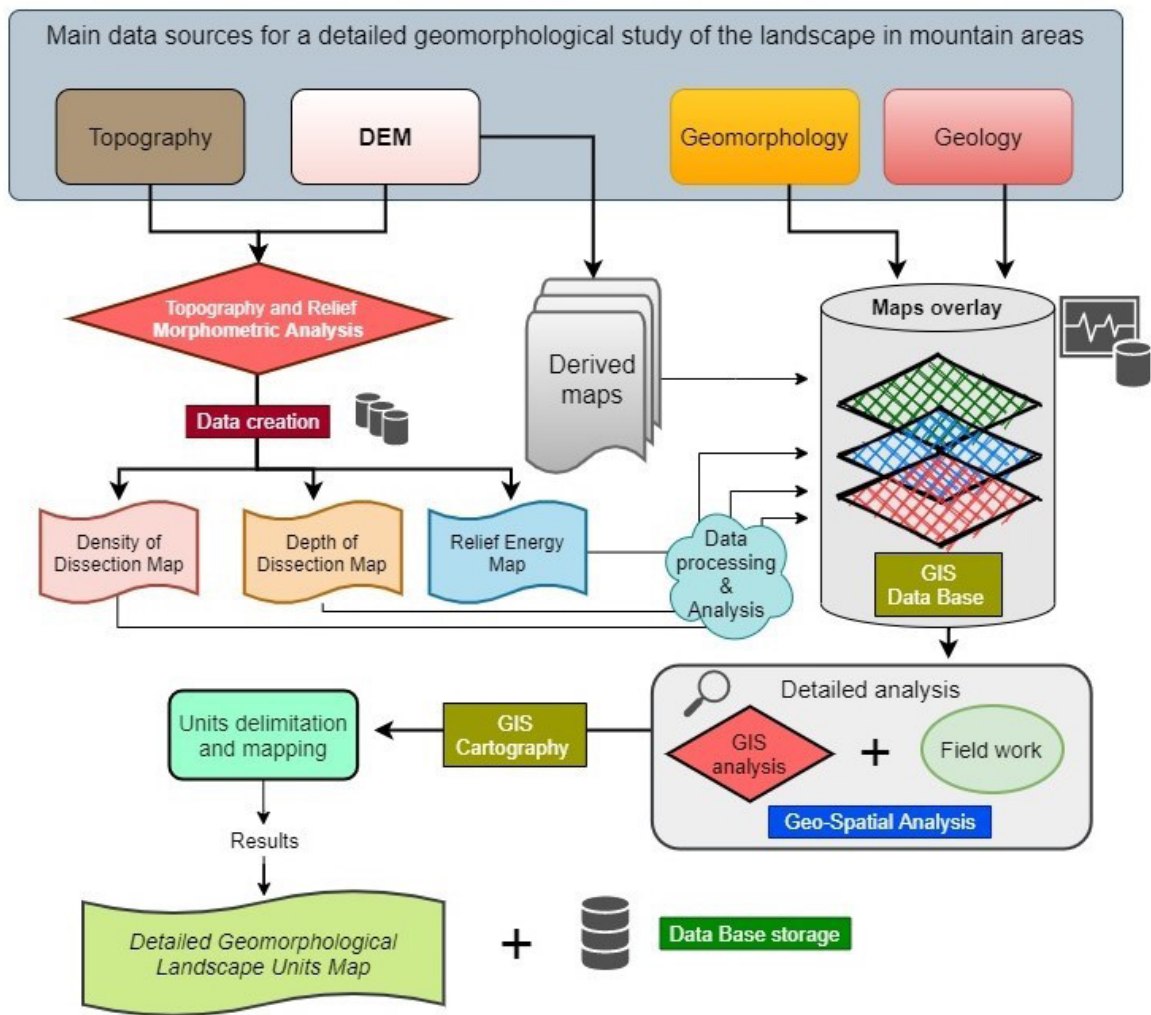 Main data sources for a detailed geomorphological study of the landscape in mountain areas
Topography
DEM
Geomorphology
Geology
Topography and Relief
Morphometric Analysis
Derived
maps
Maps overlay
Data creation
Density of
Dissection Map
Depth of
Dissection Map
Relief Energy
Map
Data
processing
&
Analysis
GIS
Data Base
Detailed analysis
GIS
analysis
+
Field work
Geo-Spatial Analysis
GIS
Cartography
Units delimitation
and mapping
Results
Detailed Geomorphological
Landscape Units Map
+
Data Base storage